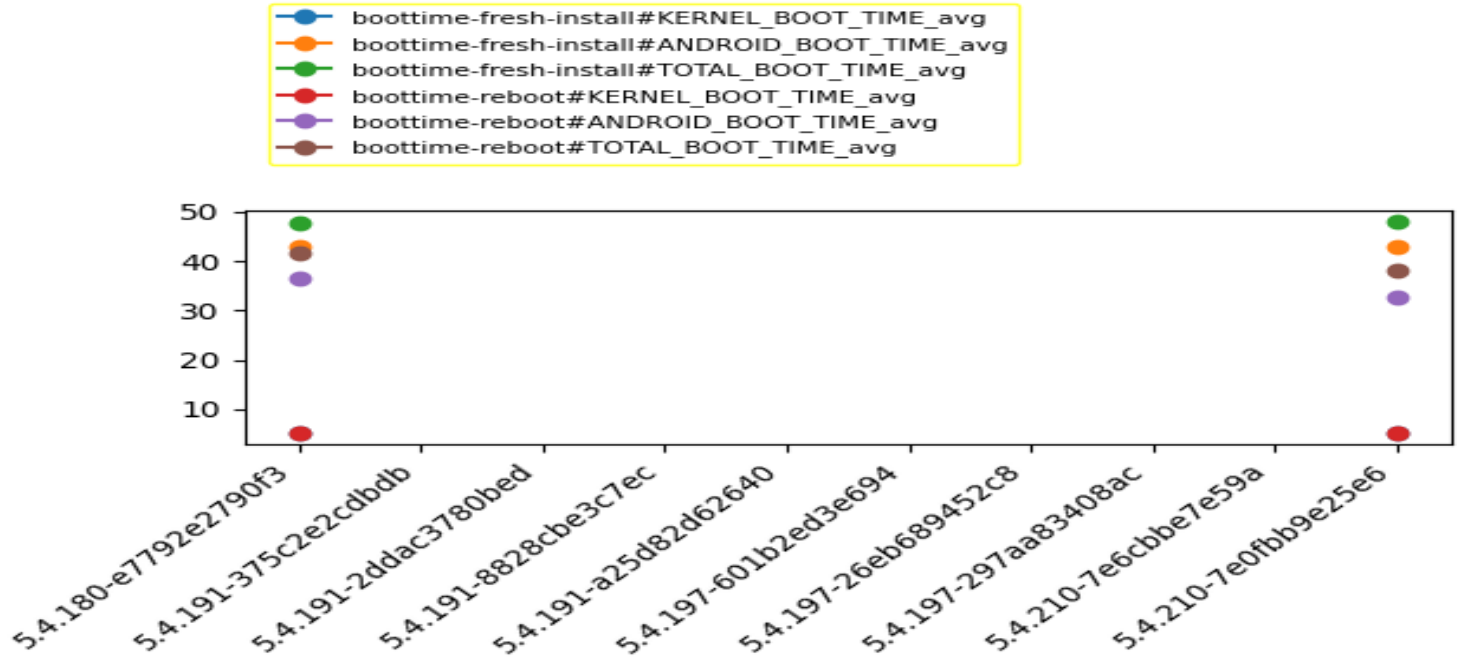 boottime-fresh-install#KERNEL_BOOT_TIME_avg
boottime-fresh-install#ANDROID_BOOT_TIME_avg
boottime-fresh-install#TOTAL_BOOT_TIME_avg
boottime-reboot#KERNEL_BOOT_TIME_avg
boottime-reboot#ANDROID_BOOT_TIME_avg
boottime-reboot#TOTAL_BOOT_TIME_avg
50
40
30
20
10
5.4.180-e7792e2790f3
5.4.191-375c2e2cdbdb
5.4.191-2ddac3780bed
5.4.191-8828cbe3c7ec
5.4.191-a25d82d62640
5.4.197-601b2ed3e694
5.4.197-26eb689452c8
5.4.197-297aa83408ac
5.4.210-7e6cbbe7e59a
5.4.210-7e0fbb9e25e6